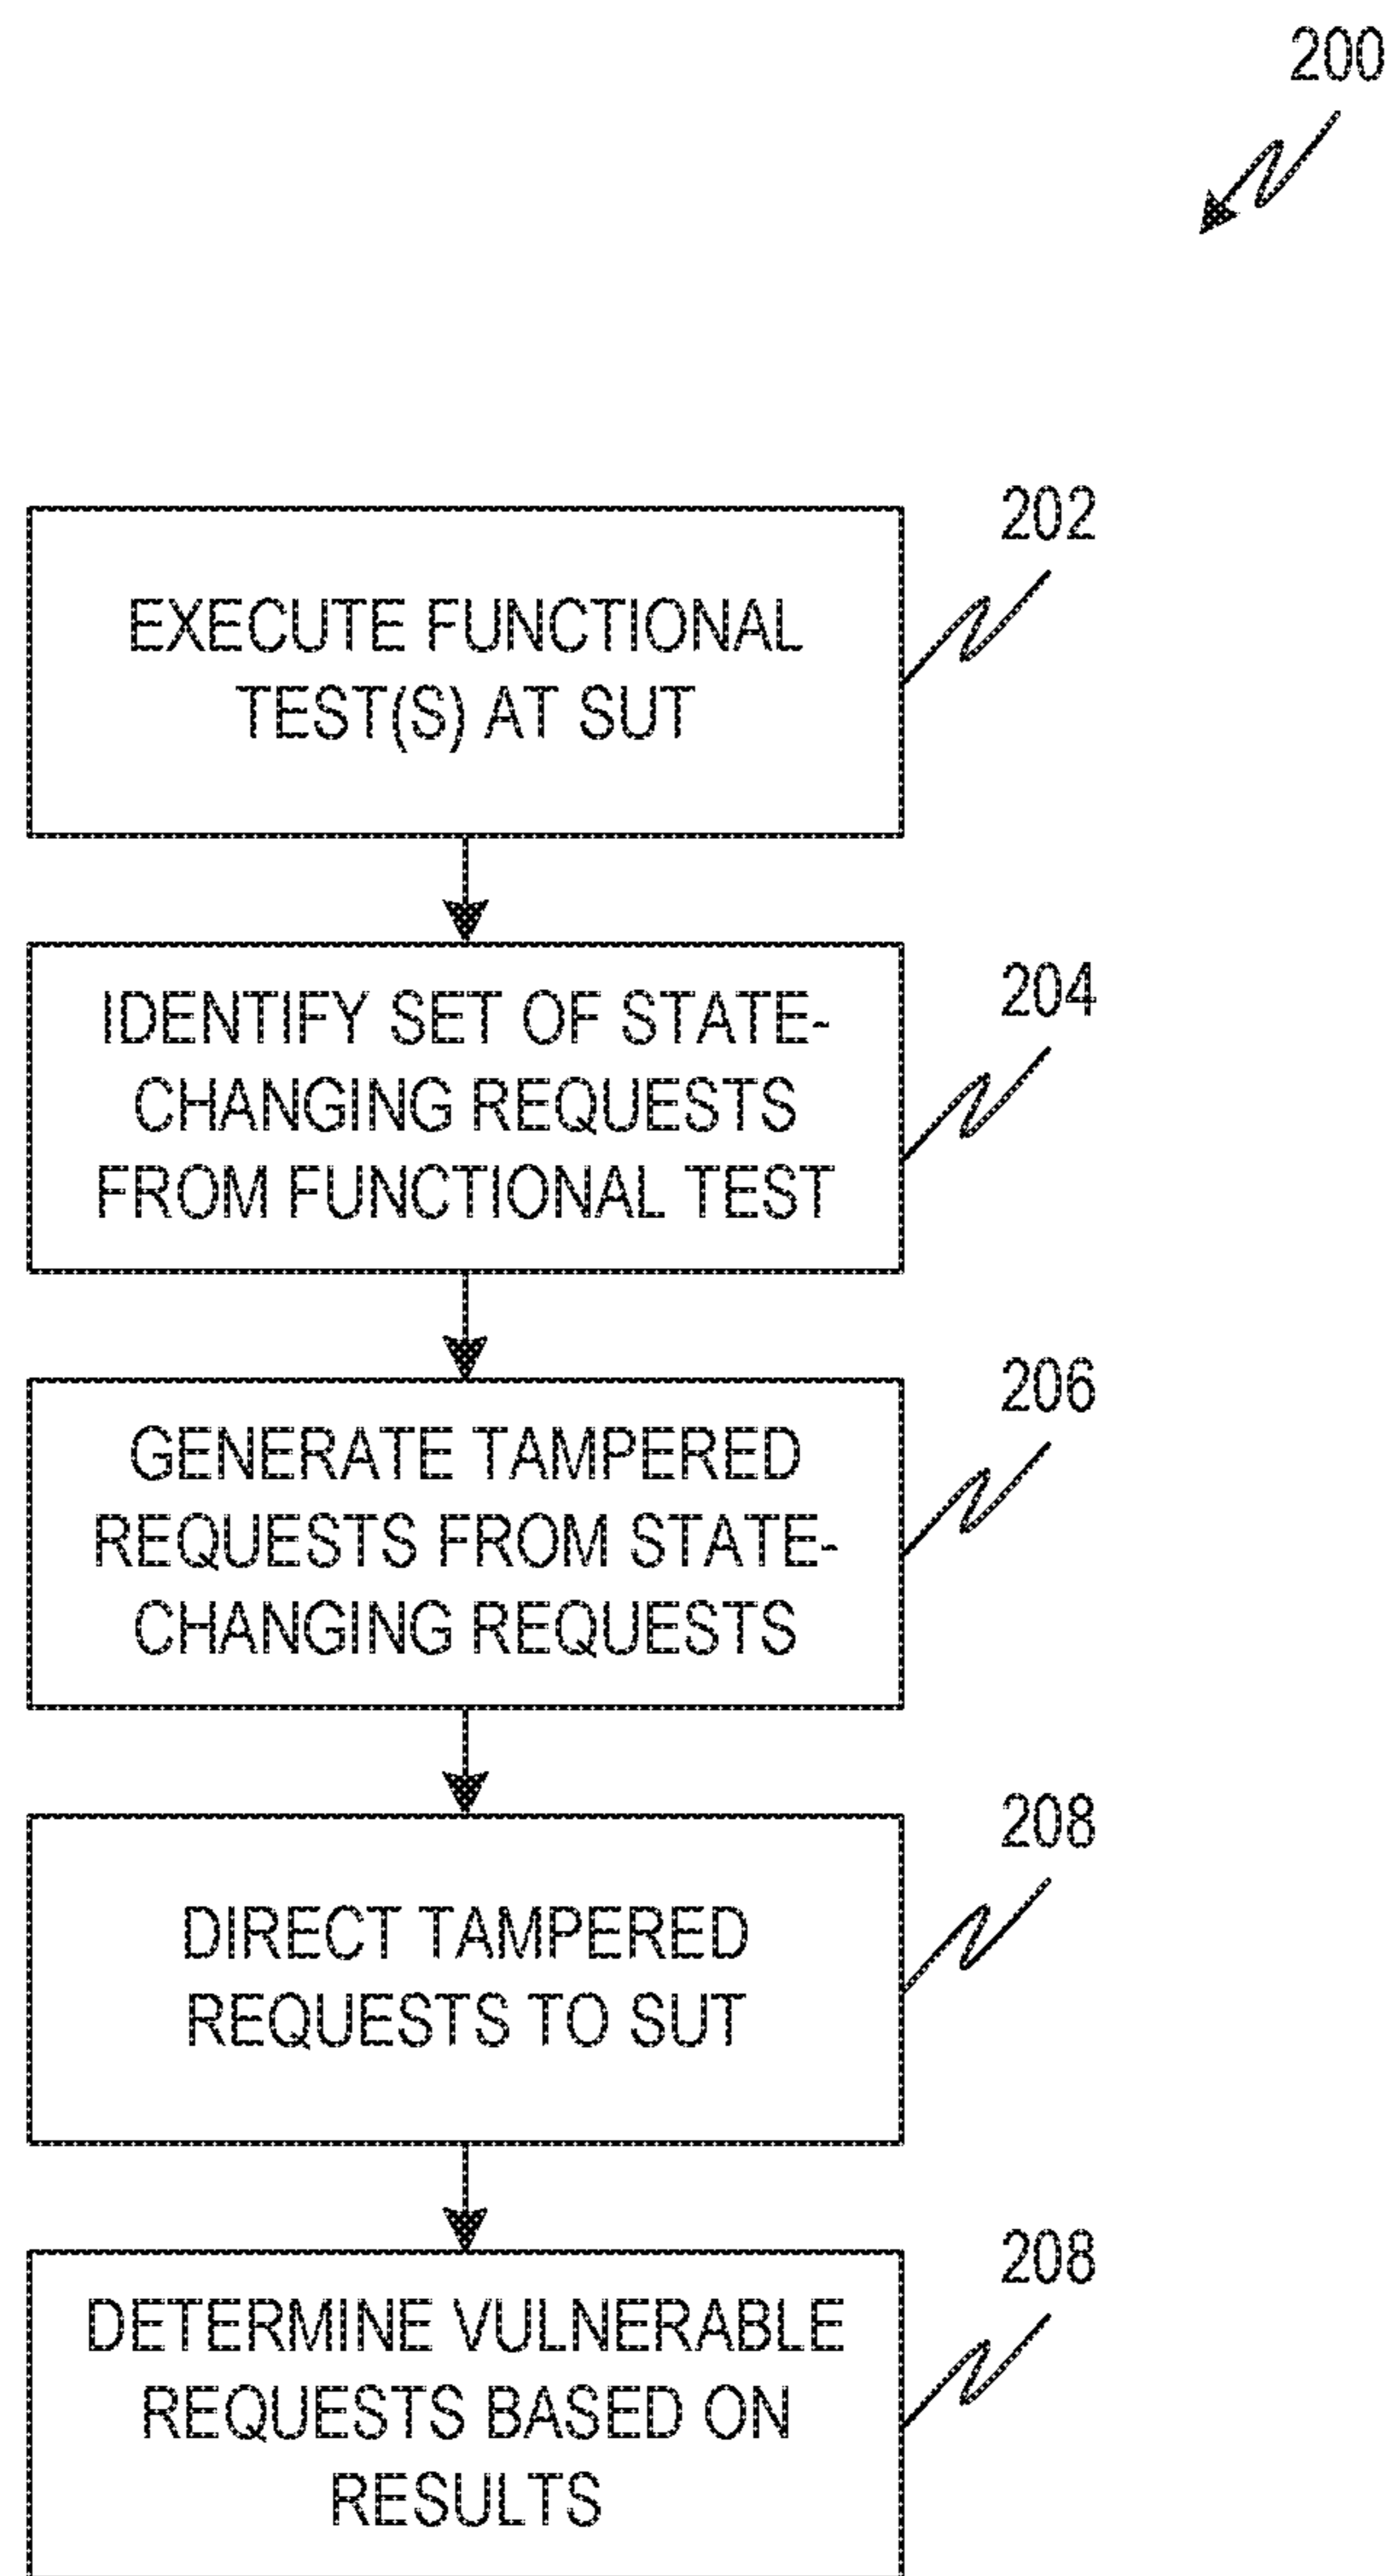 200
202
EXECUTE FUNCTIONAL
TEST(S) AT SUT
204
IDENTIFY SET OF STATE-
CHANGING REQUESTS
FROM FUNCTIONAL TEST
206
GENERATE TAMPERED
REQUESTS FROM STATE-
CHANGING REQUESTS
208
DIRECT TAMPERED
REQUESTS TO SUT
208
DETERMINE VULNERABLE
REQUESTS BASED ON
RESULTS